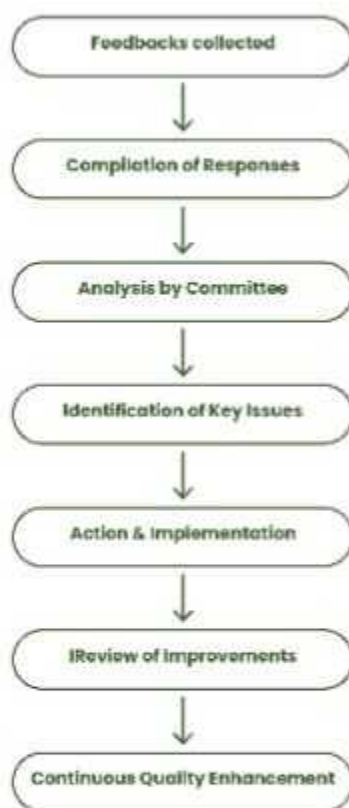 Feedbacks collected
Compilation of Responses
Analysis by Committee
Identification of Key Issues
Action & Implementation
IReview of Improvements
Continuous Quality Enhancement